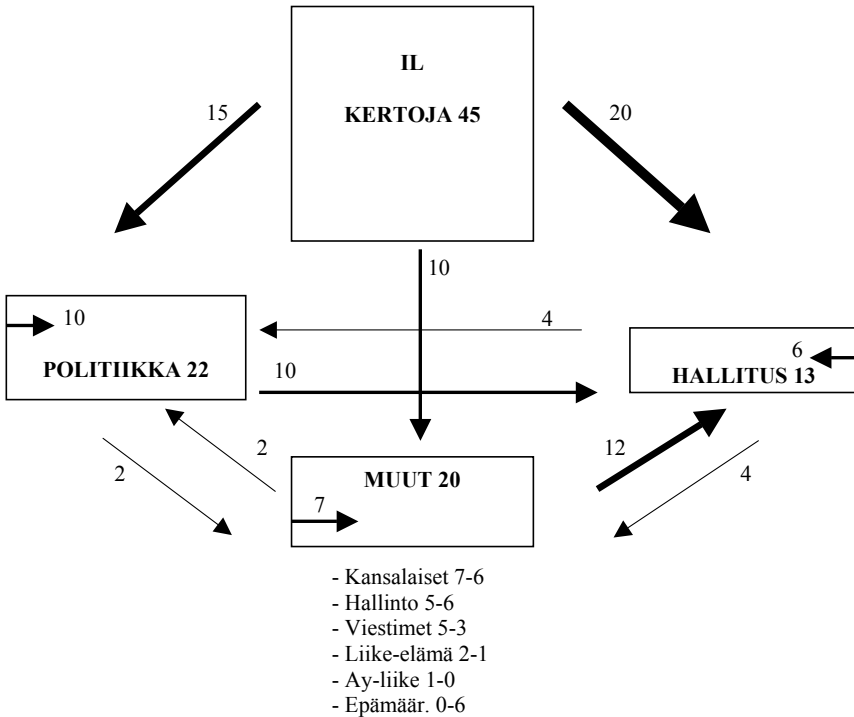 IL
KERTOJA 45
15
20
10
10
4
6
POLITIIKKA 22
HALLITUS 13
10
2
2
12
4
MUUT 20
7
- Kansalaiset 7-6
- Hallinto 5-6
- Viestimet 5-3
- Liike-elämä 2-1
- Ay-liike 1-0
- Epämäär. 0-6